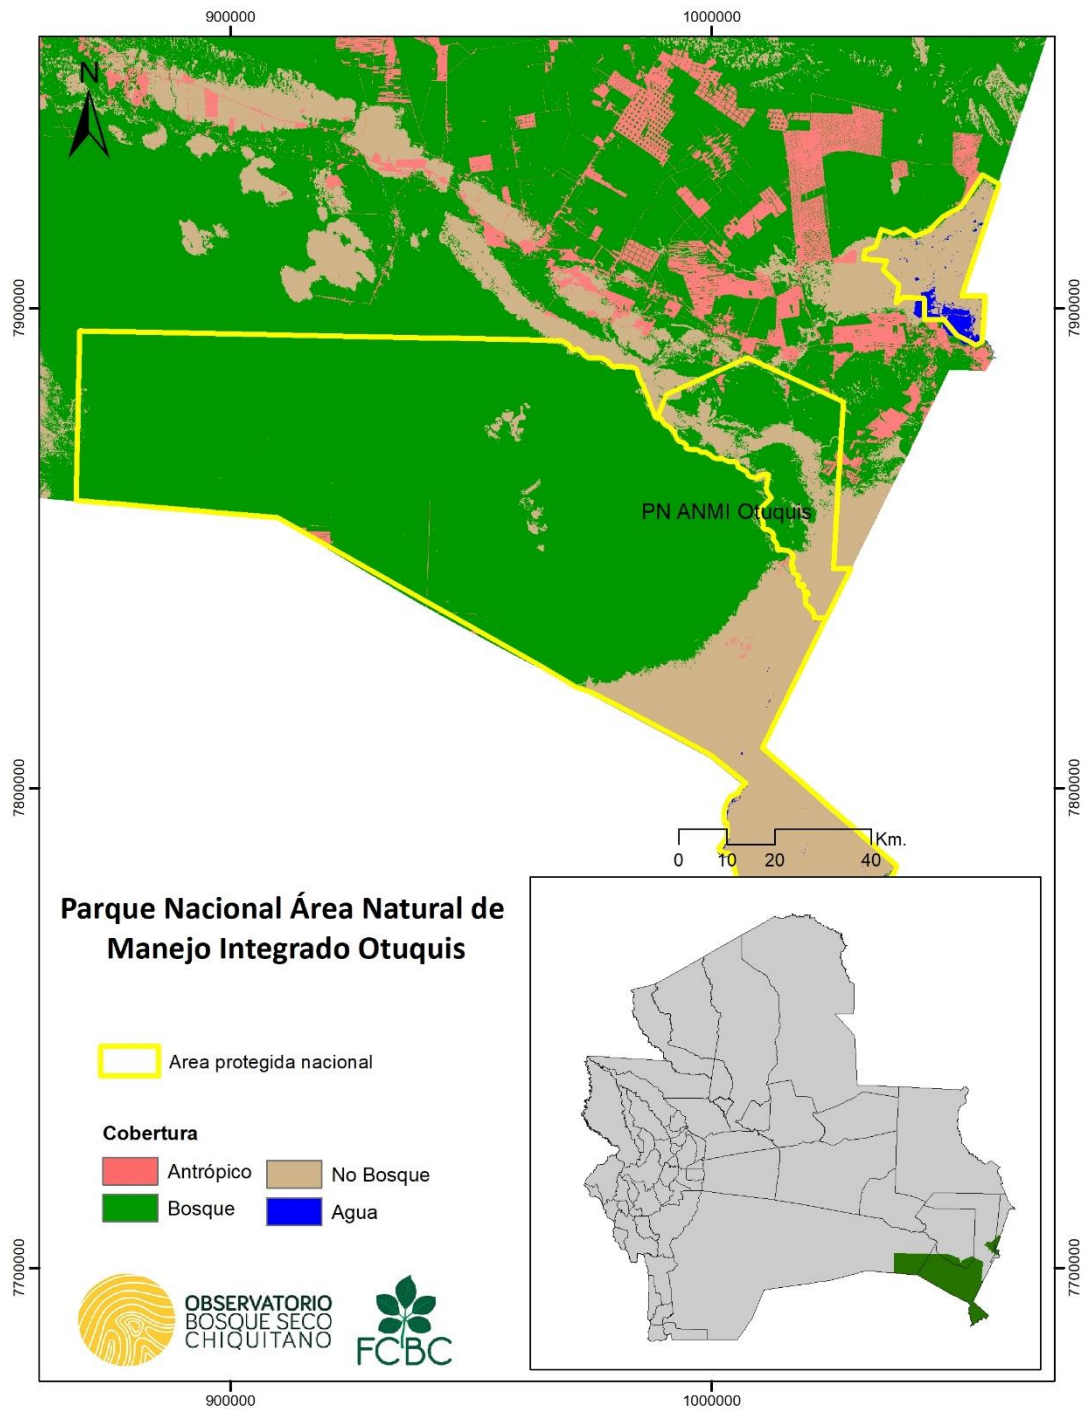 900000
1000000
N
7900000
7900000
PN ANMI Otuquis
7800000
7800000
Km.
0 10 20 40
Parque Nacional Área Natural de
Manejo Integrado Otuquis
Area protegida nacional
Cobertura
Antrópico
No Bosque
Bosque
Agua
7700000
7700000
OBSERVATORIO
BOSQUE SECO
CHIQUITANO
FCBC
900000
1000000